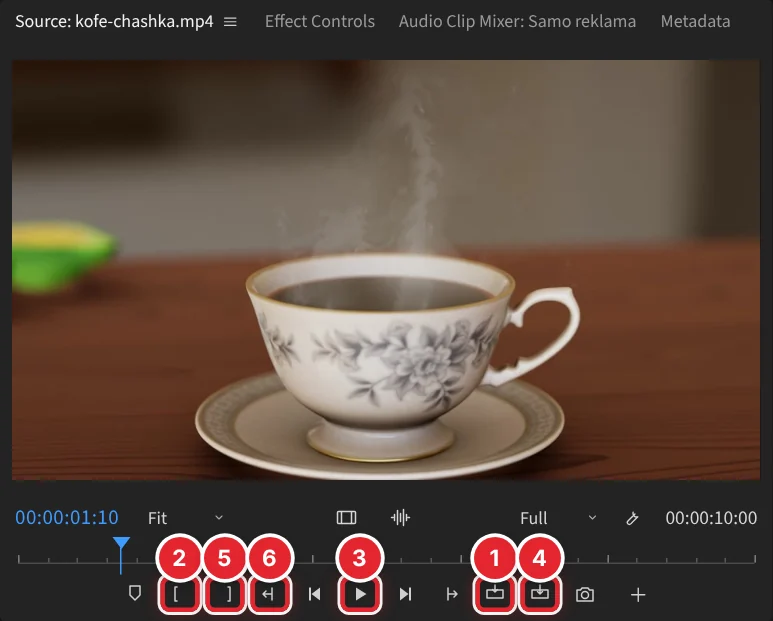 Source: kofe-chashka.mp4 Effect Controls Audio Clip Mixer: Samo reklama Metadata
00:00:01:10 Fit Full 00:00:10:00
2 5 6 3 1 4